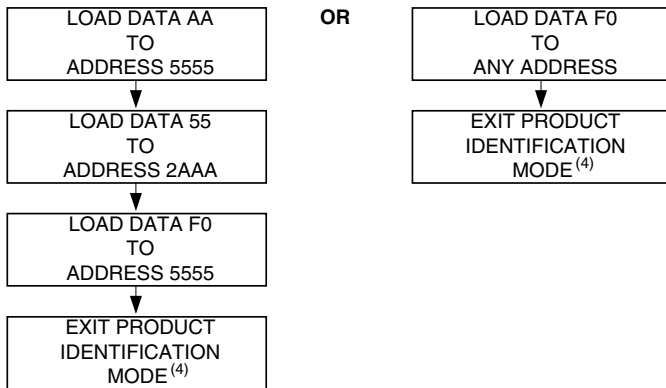 LOAD DATA AA
TO
ADDRESS 5555
LOAD DATA 55
TO
ADDRESS 2AAA
LOAD DATA F0
TO
ADDRESS 5555
EXIT PRODUCT
IDENTIFICATION
MODE(4)
OR
LOAD DATA F0
TO
ANY ADDRESS
EXIT PRODUCT
IDENTIFICATION
MODE(4)